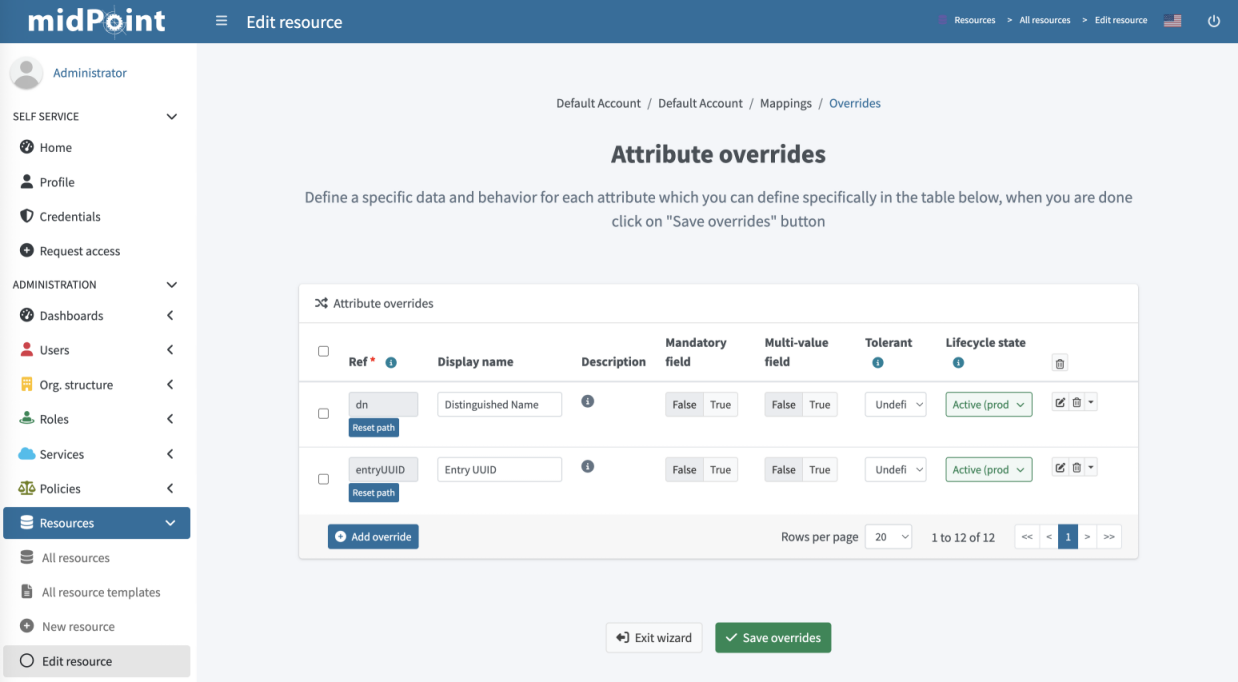 midPoint
Edit resource
Resources > All resources > Edit resource
Administrator
SELF SERVICE
Home
Profile
Credentials
Request access
ADMINISTRATION
Dashboards
Users
Org. structure
Roles
Services
Policies
Resources
All resources
All resource templates
New resource
Edit resource
Default Account / Default Account / Mappings / Overrides
Attribute overrides
Define a specific data and behavior for each attribute which you can define specifically in the table below, when you are done
click on "Save overrides" button
Attribute overrides
Ref * Display name Description Mandatory field Multi-value field Tolerant Lifecycle state
dn Distinguished Name False True False True Undefi Active (prod
Reset path
entryUUID Entry UUID False True False True Undefi Active (prod
Reset path
Add override Rows per page 20 1 to 12 of 12 << < 1 > >>
Exit wizard Save overrides